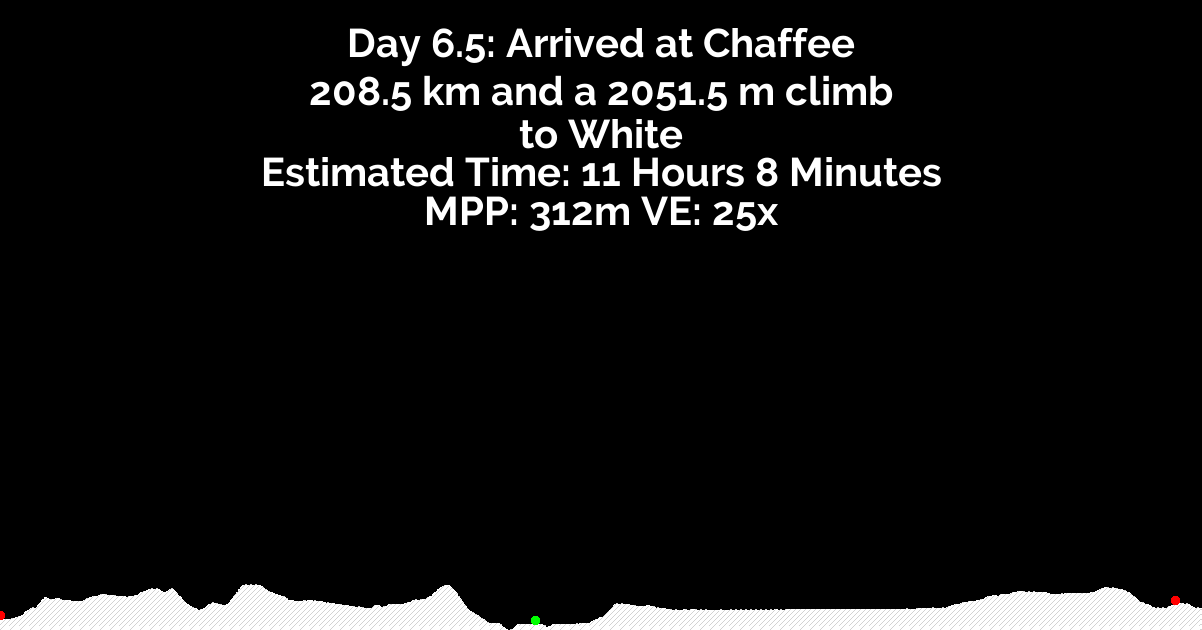 Day 6.5: Arrived at Chaffee
208.5 km and a 2051.5 m climb
to White
Estimated Time: 11 Hours 8 Minutes
MPP: 312m VE: 25x